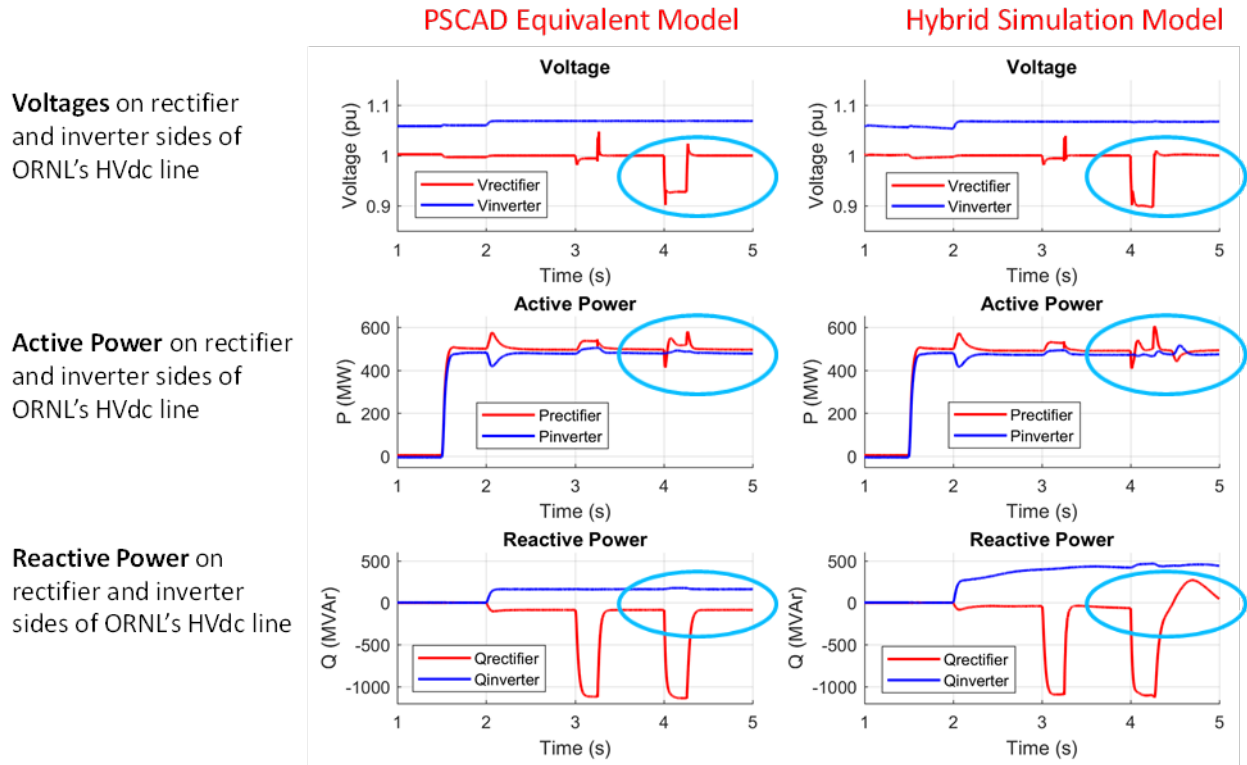 PSCAD Equivalent Model
Hybrid Simulation Model
Voltages on rectifier
and inverter sides of
ORNL's HVdc line
Voltage
Voltage (pu)
1.1
1
0.9
Vrectifier
Vinverter
1 2 3 4 5
Time (s)
Voltage
Voltage (pu)
1.1
1
0.9
Vrectifier
Vinverter
1 2 3 4 5
Time (s)
Active Power on rectifier
and inverter sides of
ORNL's HVdc line
Active Power
P (MW)
600
400
200
0
Prectifier
Pinverter
1 2 3 4 5
Time (s)
Active Power
P (MW)
600
400
200
0
Prectifier
Pinverter
1 2 3 4 5
Time (s)
Reactive Power on
rectifier and inverter
sides of ORNL's HVdc line
Reactive Power
Q (MVAr)
500
0
-500
-1000
Qrectifier
Qinverter
1 2 3 4 5
Time (s)
Reactive Power
Q (MVAr)
500
0
-500
-1000
Qrectifier
Qinverter
1 2 3 4 5
Time (s)